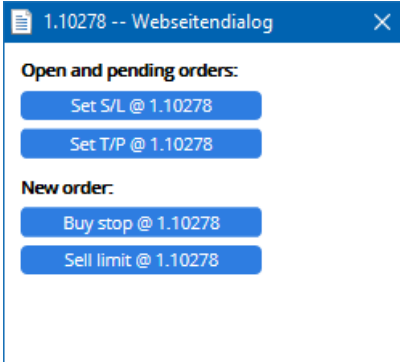 1.10278 -- Webseitendialog
Open and pending orders:
Set S/L @ 1.10278
Set T/P @ 1.10278
New order:
Buy stop @ 1.10278
Sell limit @ 1.10278